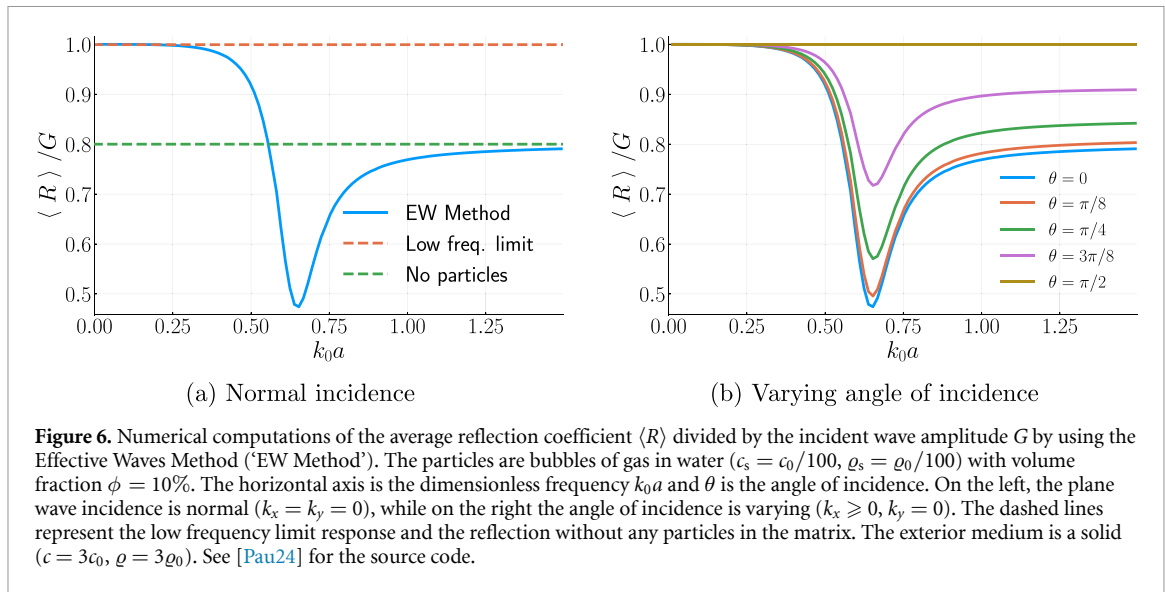 1.0
0.9
0.8
0.7
0.6
0.5
⟨ R ⟩ /G
EW Method
Low freq. limit
No particles
0.00 0.25 0.50 0.75 1.00 1.25
k₀a
(a) Normal incidence
1.0
0.9
0.8
0.7
0.6
0.5
⟨ R ⟩ /G
θ = 0
θ = π/8
θ = π/4
θ = 3π/8
θ = π/2
0.00 0.25 0.50 0.75 1.00 1.25
k₀a
(b) Varying angle of incidence
Figure 6. Numerical computations of the average reflection coefficient ⟨R⟩ divided by the incident wave amplitude G by using the
Effective Waves Method (‘EW Method’). The particles are bubbles of gas in water (cₛ = c₀/100, ϱₛ = ϱ₀/100) with volume
fraction ϕ = 10%. The horizontal axis is the dimensionless frequency k₀a and θ is the angle of incidence. On the left, the plane
wave incidence is normal (kₓ = k_y = 0), while on the right the angle of incidence is varying (kₓ ⩾ 0, k_y = 0). The dashed lines
represent the low frequency limit response and the reflection without any particles in the matrix. The exterior medium is a solid
(c = 3c₀, ϱ = 3ϱ₀). See [Pau24] for the source code.